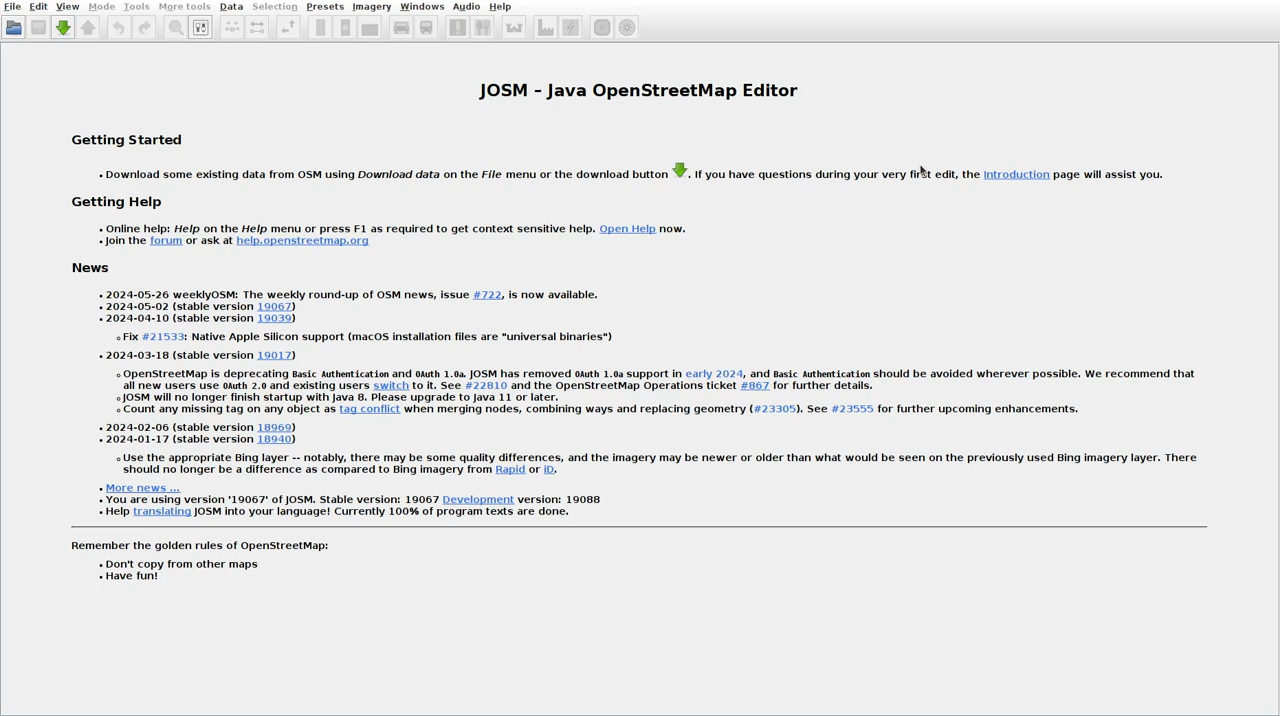 File Edit View Mode Tools More tools Data Selection Presets Imagery Windows Audio Help
JOSM – Java OpenStreetMap Editor
Getting Started
Download some existing data from OSM using Download data on the File menu or the download button . If you have questions during your very first edit, the Introduction page will assist you.
Getting Help
Online help: Help on the Help menu or press F1 as required to get context sensitive help. Open Help now.
Join the forum or ask at help.openstreetmap.org
News
2024-05-26 weeklyOSM: The weekly round-up of OSM news, issue #722, is now available.
2024-05-02 (stable version 19067)
2024-04-10 (stable version 19039)
Fix #21533: Native Apple Silicon support (macOS installation files are "universal binaries")
2024-03-18 (stable version 19017)
OpenStreetMap is deprecating Basic Authentication and OAuth 1.0a. JOSM has removed OAuth 1.0a support in early 2024, and Basic Authentication should be avoided wherever possible. We recommend that
all new users use OAuth 2.0 and existing users switch to it. See #22810 and the OpenStreetMap Operations ticket #867 for further details.
JOSM will no longer finish startup with Java 8. Please upgrade to Java 11 or later.
Count any missing tag on any object as tag conflict when merging nodes, combining ways and replacing geometry (#23305). See #23555 for further upcoming enhancements.
2024-02-06 (stable version 18969)
2024-01-17 (stable version 18940)
Use the appropriate Bing layer -- notably, there may be some quality differences, and the imagery may be newer or older than what would be seen on the previously used Bing imagery layer. There
should no longer be a difference as compared to Bing imagery from Rapid or iD.
More news ...
You are using version '19067' of JOSM. Stable version: 19067 Development version: 19088
Help translating JOSM into your language! Currently 100% of program texts are done.
Remember the golden rules of OpenStreetMap:
Don't copy from other maps
Have fun!